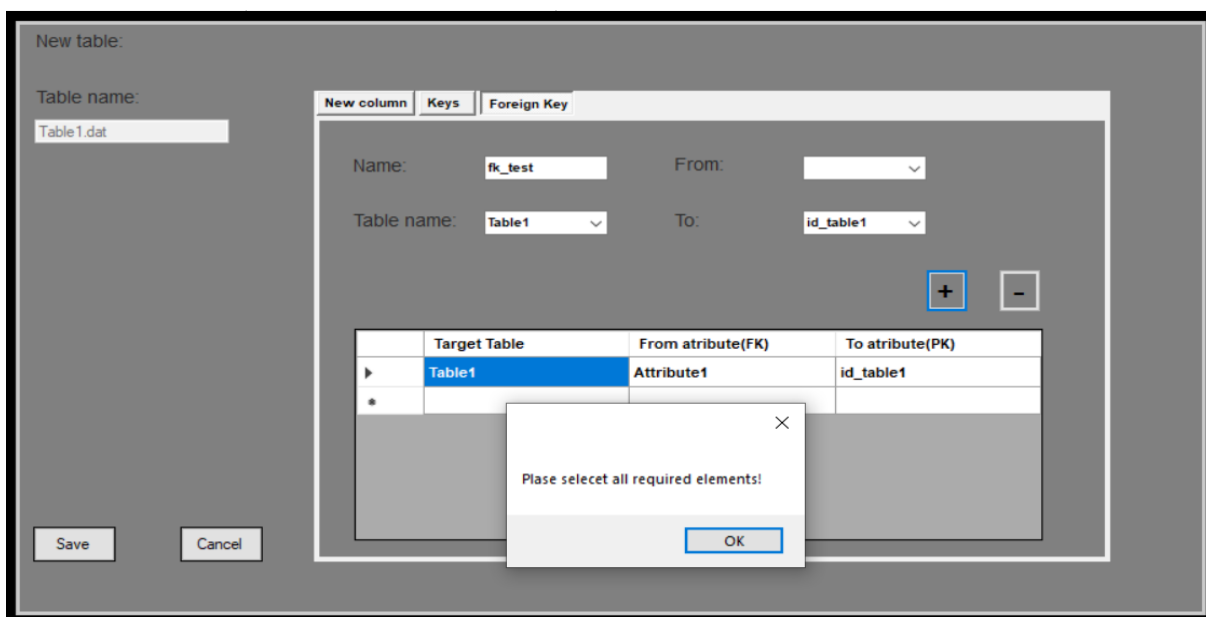 New table:
Table name:
Table1.dat
New column Keys Foreign Key
Name: fk_test From:
Table name: Table1 To: id_table1
+ -
Target Table From atribute(FK) To atribute(PK)
Table1 Attribute1 id_table1
Plase selecet all required elements!
OK
Save Cancel